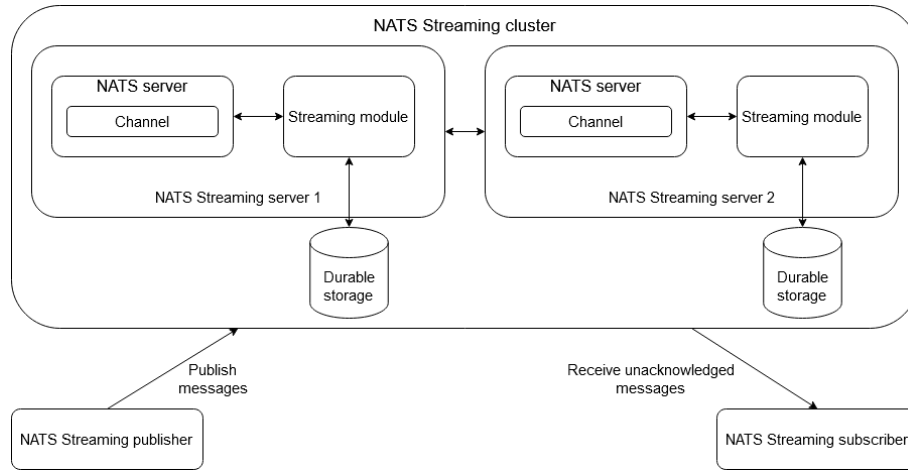 NATS Streaming cluster
NATS server
Channel
Streaming module
NATS Streaming server 1
Durable
storage
NATS server
Channel
Streaming module
NATS Streaming server 2
Durable
storage
Publish
messages
Receive unacknowledged
messages
NATS Streaming publisher
NATS Streaming subscriber